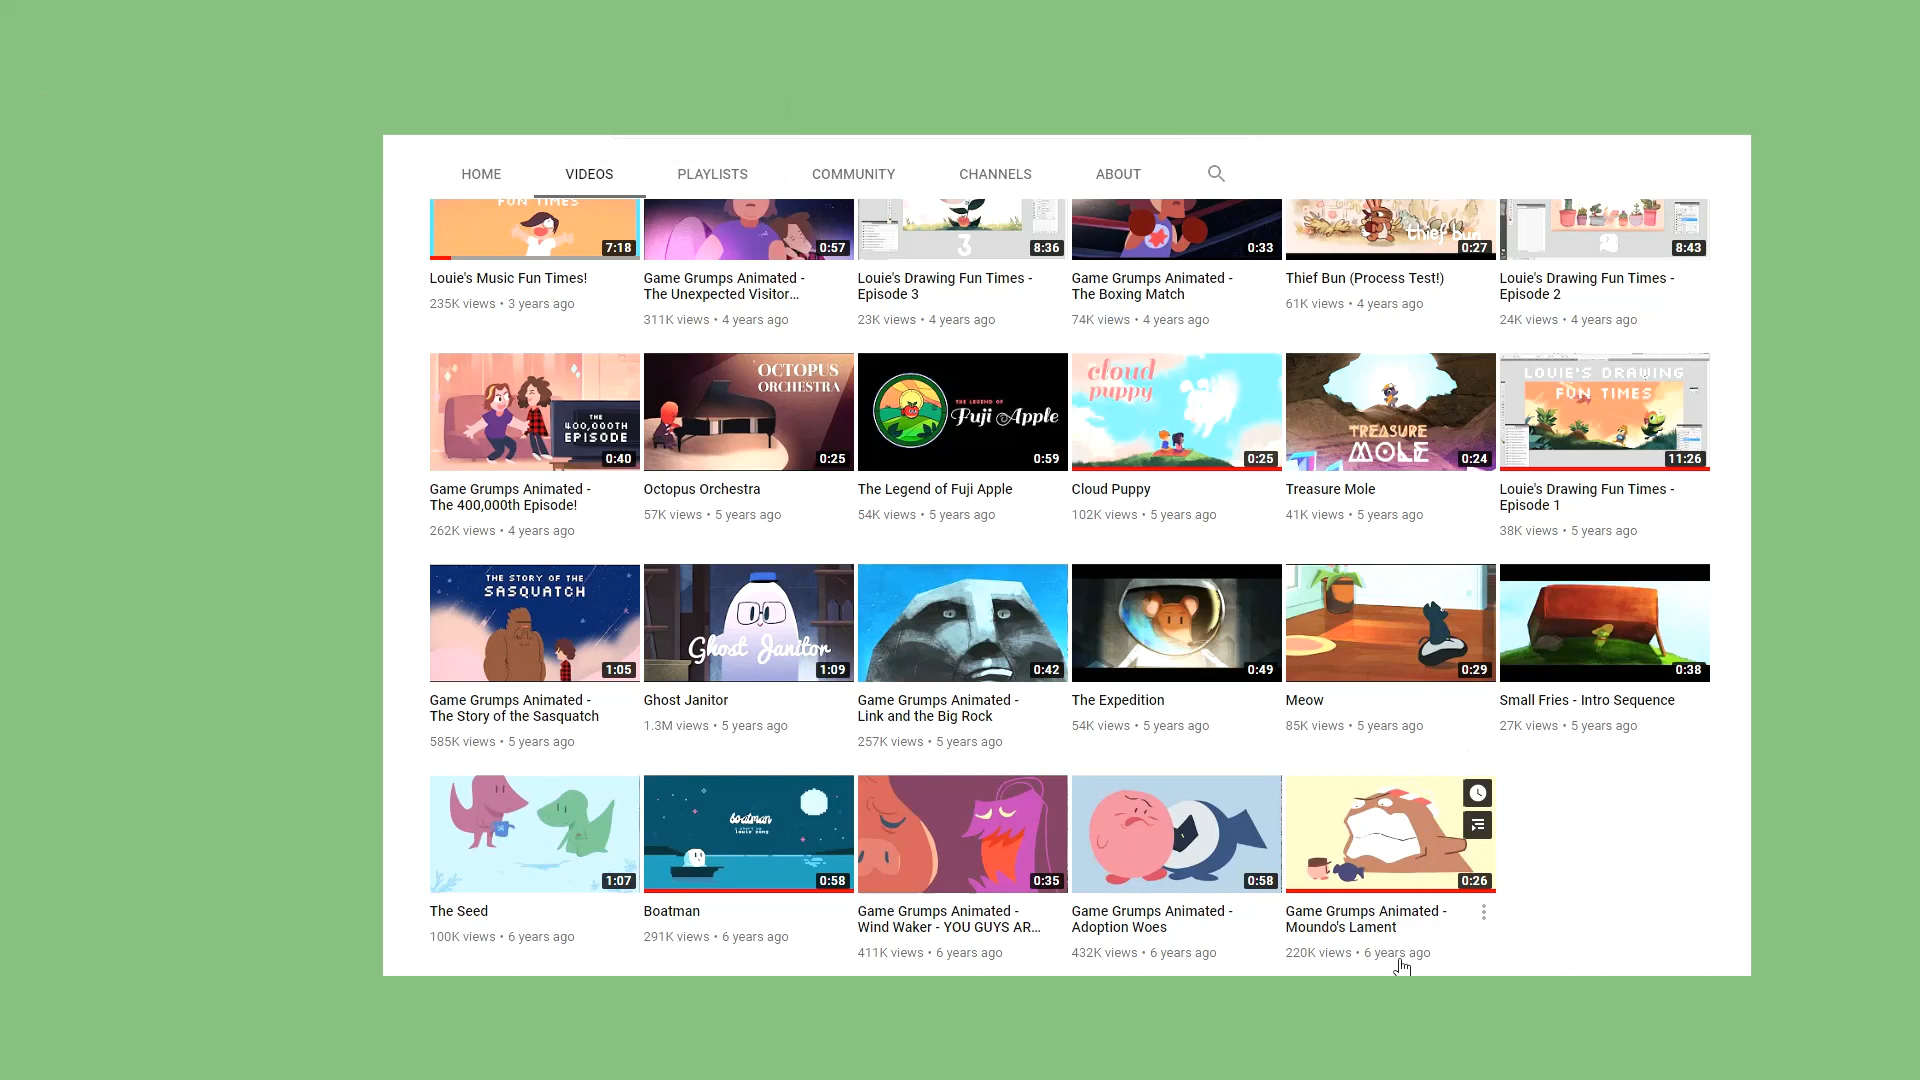 HOME VIDEOS PLAYLISTS COMMUNITY CHANNELS ABOUT
FUN TIMES
3
thief bun
2
7:18 0:57 8:36 0:33 0:27 8:43
Louie's Music Fun Times!
235K views • 3 years ago
Game Grumps Animated -
The Unexpected Visitor...
311K views • 4 years ago
Louie's Drawing Fun Times -
Episode 3
23K views • 4 years ago
Game Grumps Animated -
The Boxing Match
74K views • 4 years ago
Thief Bun (Process Test!)
61K views • 4 years ago
Louie's Drawing Fun Times -
Episode 2
24K views • 4 years ago
THE
400,000TH
EPISODE
0:40
Game Grumps Animated -
The 400,000th Episode!
262K views • 4 years ago
OCTOPUS
ORCHESTRA
0:25
Octopus Orchestra
57K views • 5 years ago
THE LEGEND OF
Fuji Apple
0:59
The Legend of Fuji Apple
54K views • 5 years ago
cloud
puppy
0:25
Cloud Puppy
102K views • 5 years ago
TREASURE
MOLE
0:24
Treasure Mole
41K views • 5 years ago
LOUIE'S DRAWING
FUN TIMES
11:26
Louie's Drawing Fun Times -
Episode 1
38K views • 5 years ago
THE STORY OF THE
SASQUATCH
1:05
Game Grumps Animated -
The Story of the Sasquatch
585K views • 5 years ago
Ghost Janitor
1:09
Ghost Janitor
1.3M views • 5 years ago
0:42
Game Grumps Animated -
Link and the Big Rock
257K views • 5 years ago
0:49
The Expedition
54K views • 5 years ago
0:29
Meow
85K views • 5 years ago
0:38
Small Fries - Intro Sequence
27K views • 5 years ago
1:07
The Seed
100K views • 6 years ago
boatman
louie zong
0:58
Boatman
291K views • 6 years ago
0:35
Game Grumps Animated -
Wind Waker - YOU GUYS AR...
411K views • 6 years ago
0:58
Game Grumps Animated -
Adoption Woes
432K views • 6 years ago
0:26
Game Grumps Animated -
Moundo's Lament
220K views • 6 years ago